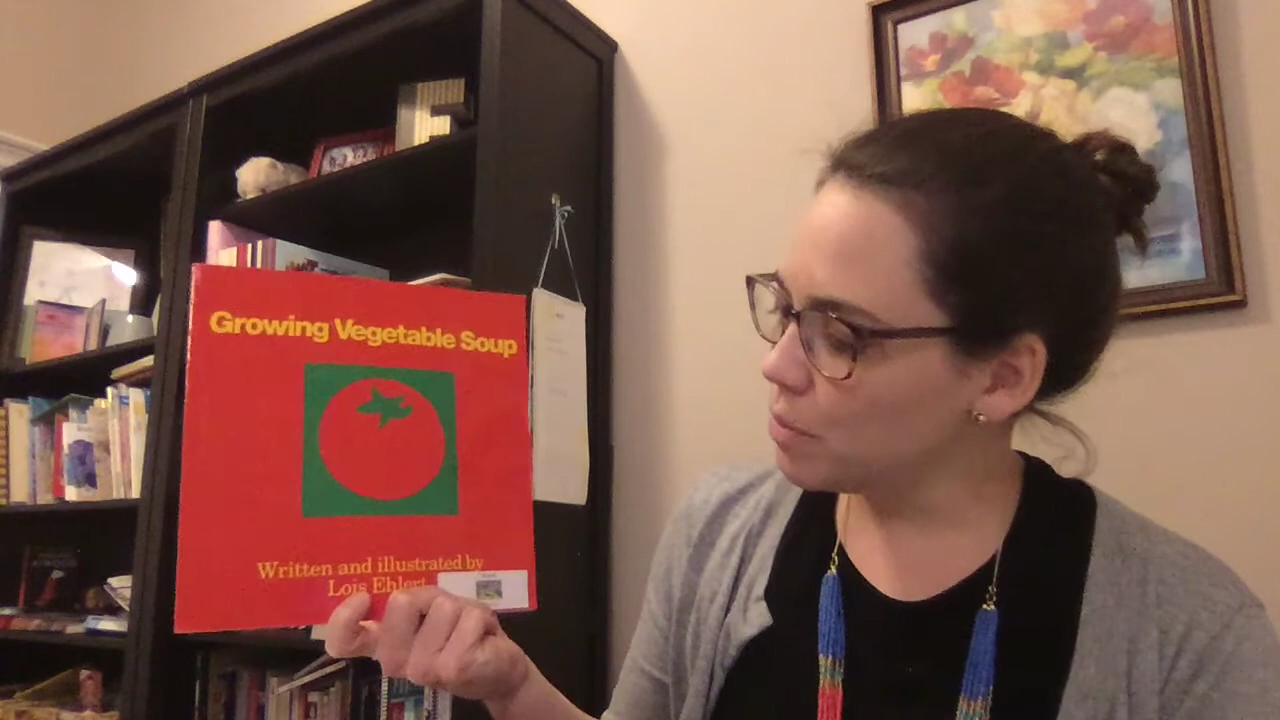 Growing Vegetable Soup
Written and illustrated by
Lois Ehlert